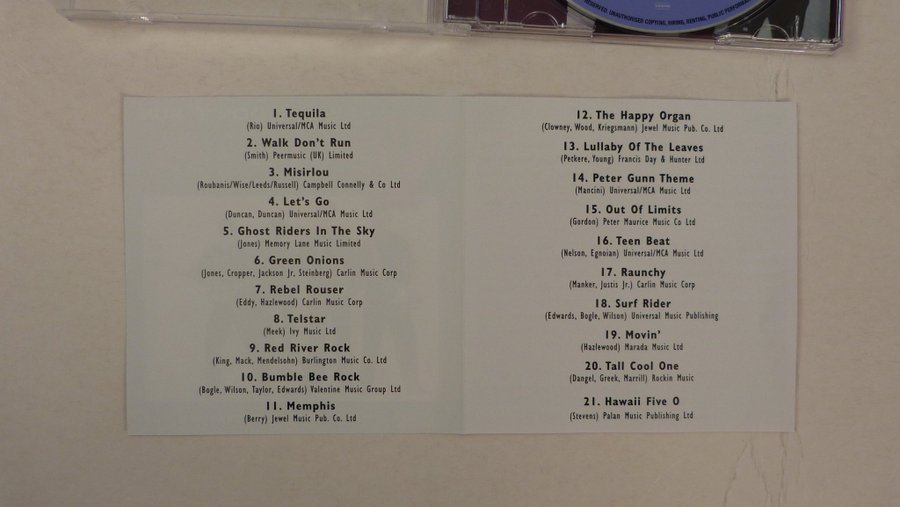 RESERVED. UNAUTHORISED COPYING, HIRING, RENTING, PUBLIC PERFORMA
1. Tequila
(Rio) Universal/MCA Music Ltd
2. Walk Don't Run
(Smith) Peermusic (UK) Limited
3. Misirlou
(Roubanis/Wise/Leeds/Russell) Campbell Connelly & Co Ltd
4. Let's Go
(Duncan, Duncan) Universal/MCA Music Ltd
5. Ghost Riders In The Sky
(Jones) Memory Lane Music Limited
6. Green Onions
(Jones, Cropper, Jackson Jr, Steinberg) Carlin Music Corp
7. Rebel Rouser
(Eddy, Hazlewood) Carlin Music Corp
8. Telstar
(Meek) Ivy Music Ltd
9. Red River Rock
(King, Mack, Mendelsohn) Burlington Music Co. Ltd
10. Bumble Bee Rock
(Bogle, Wilson, Taylor, Edwards) Valentine Music Group Ltd
11. Memphis
(Berry) Jewel Music Pub. Co. Ltd
12. The Happy Organ
(Clowney, Wood, Kriegsmann) Jewel Music Pub. Co. Ltd
13. Lullaby Of The Leaves
(Petkere, Young) Francis Day & Hunter Ltd
14. Peter Gunn Theme
(Mancini) Universal/MCA Music Ltd
15. Out Of Limits
(Gordon) Peter Maurice Music Co Ltd
16. Teen Beat
(Nelson, Egnoian) Universal/MCA Music Ltd
17. Raunchy
(Manker, Justis Jr.) Carlin Music Corp
18. Surf Rider
(Edwards, Bogle, Wilson) Universal Music Publishing
19. Movin'
(Hazlewood) Marada Music Ltd
20. Tall Cool One
(Dangel, Greek, Marrill) Rockin Music
21. Hawaii Five O
(Stevens) Palan Music Publishing Ltd